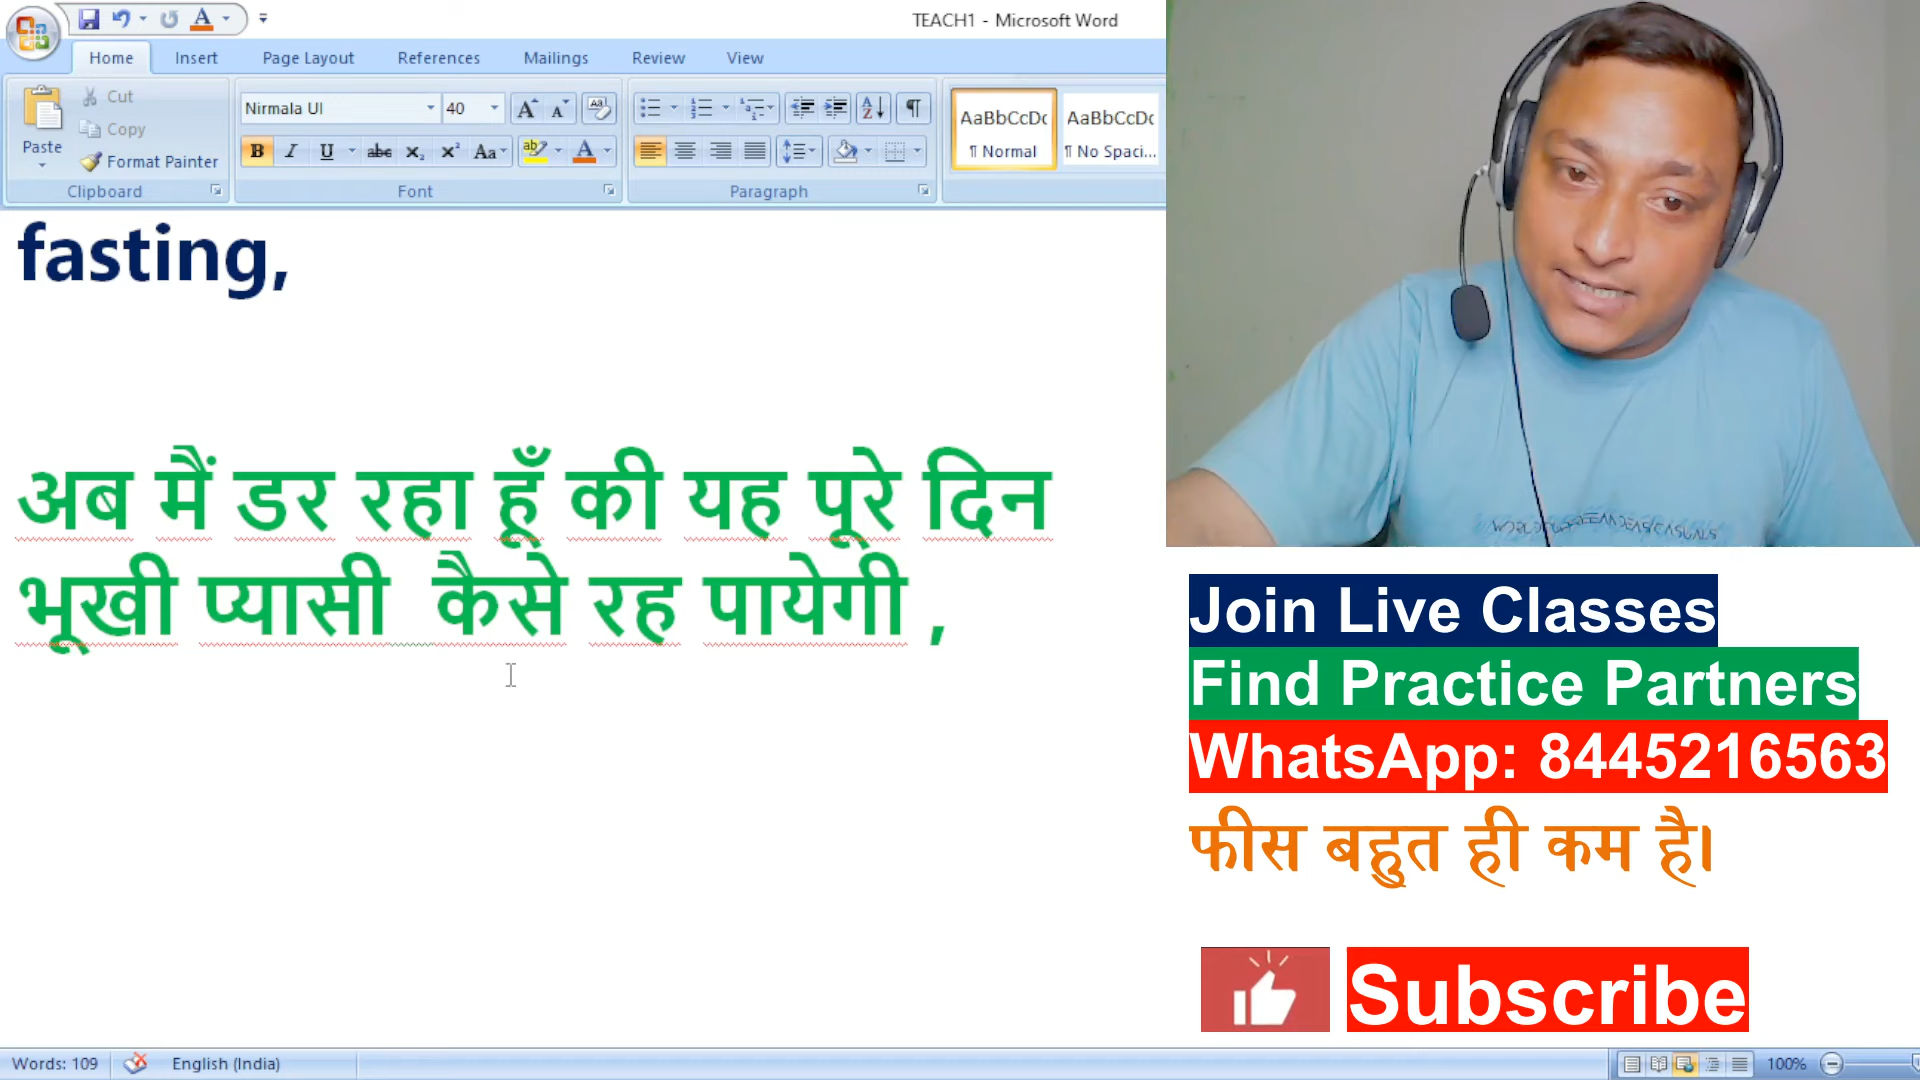 TEACH1 - Microsoft Word
Home Insert Page Layout References Mailings Review View
Paste
Cut
Copy
Format Painter
Clipboard
Nirmala UI 40
Font
Paragraph
AaBbCcDc AaBbCcDc
¶ Normal ¶ No Spaci...
fasting,
अब मैं डर रहा हूँ की यह पूरे दिन
भूखी प्यासी कैसे रह पायेगी ,
Join Live Classes
Find Practice Partners
WhatsApp: 8445216563
फीस बहुत ही कम है।
Subscribe
Words: 109 English (India) 100%